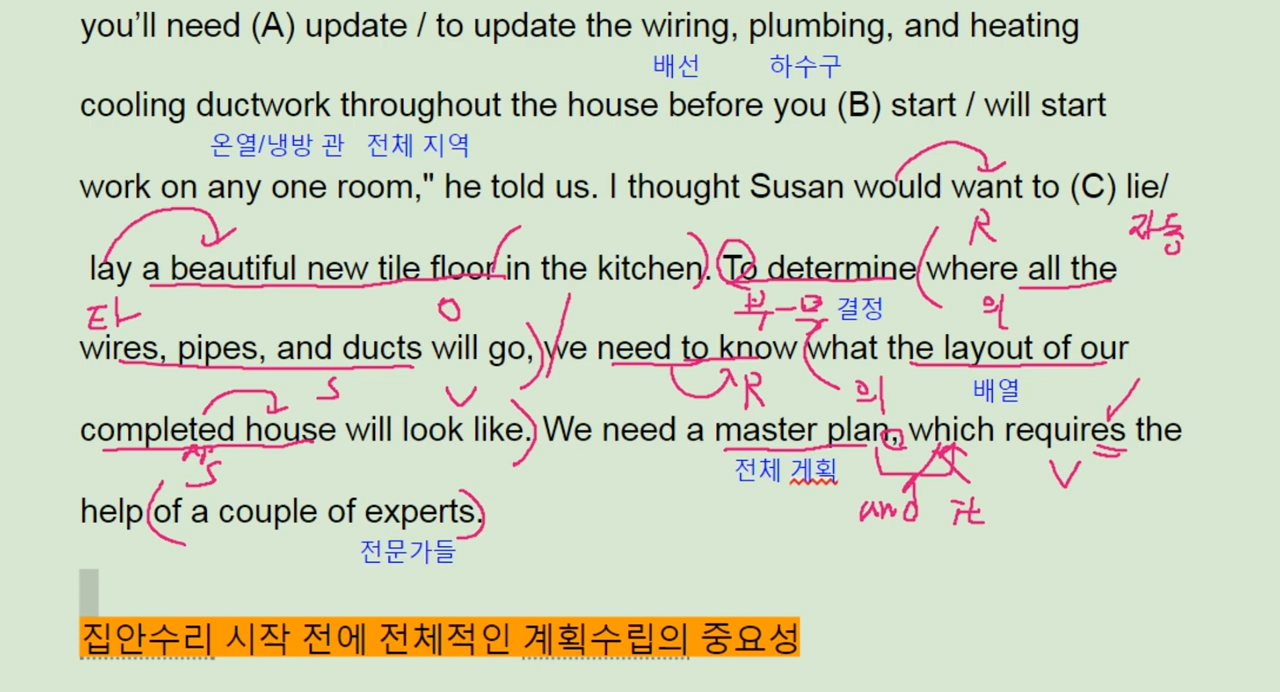 you'll need (A) update / to update the wiring, plumbing, and heating
배선 하수구
cooling ductwork throughout the house before you (B) start / will start
온열/냉방 관 전체 지역
work on any one room," he told us. I thought Susan would want to (C) lie/
R 자동
lay a beautiful new tile floor in the kitchen. To determine where all the
타 O 부-목 결정 의
wires, pipes, and ducts will go, we need to know what the layout of our
S V R 의 배열
completed house will look like. We need a master plan, which requires the
S 전체 계획 V
help of a couple of experts.
and it
전문가들
집안수리 시작 전에 전체적인 계획수립의 중요성